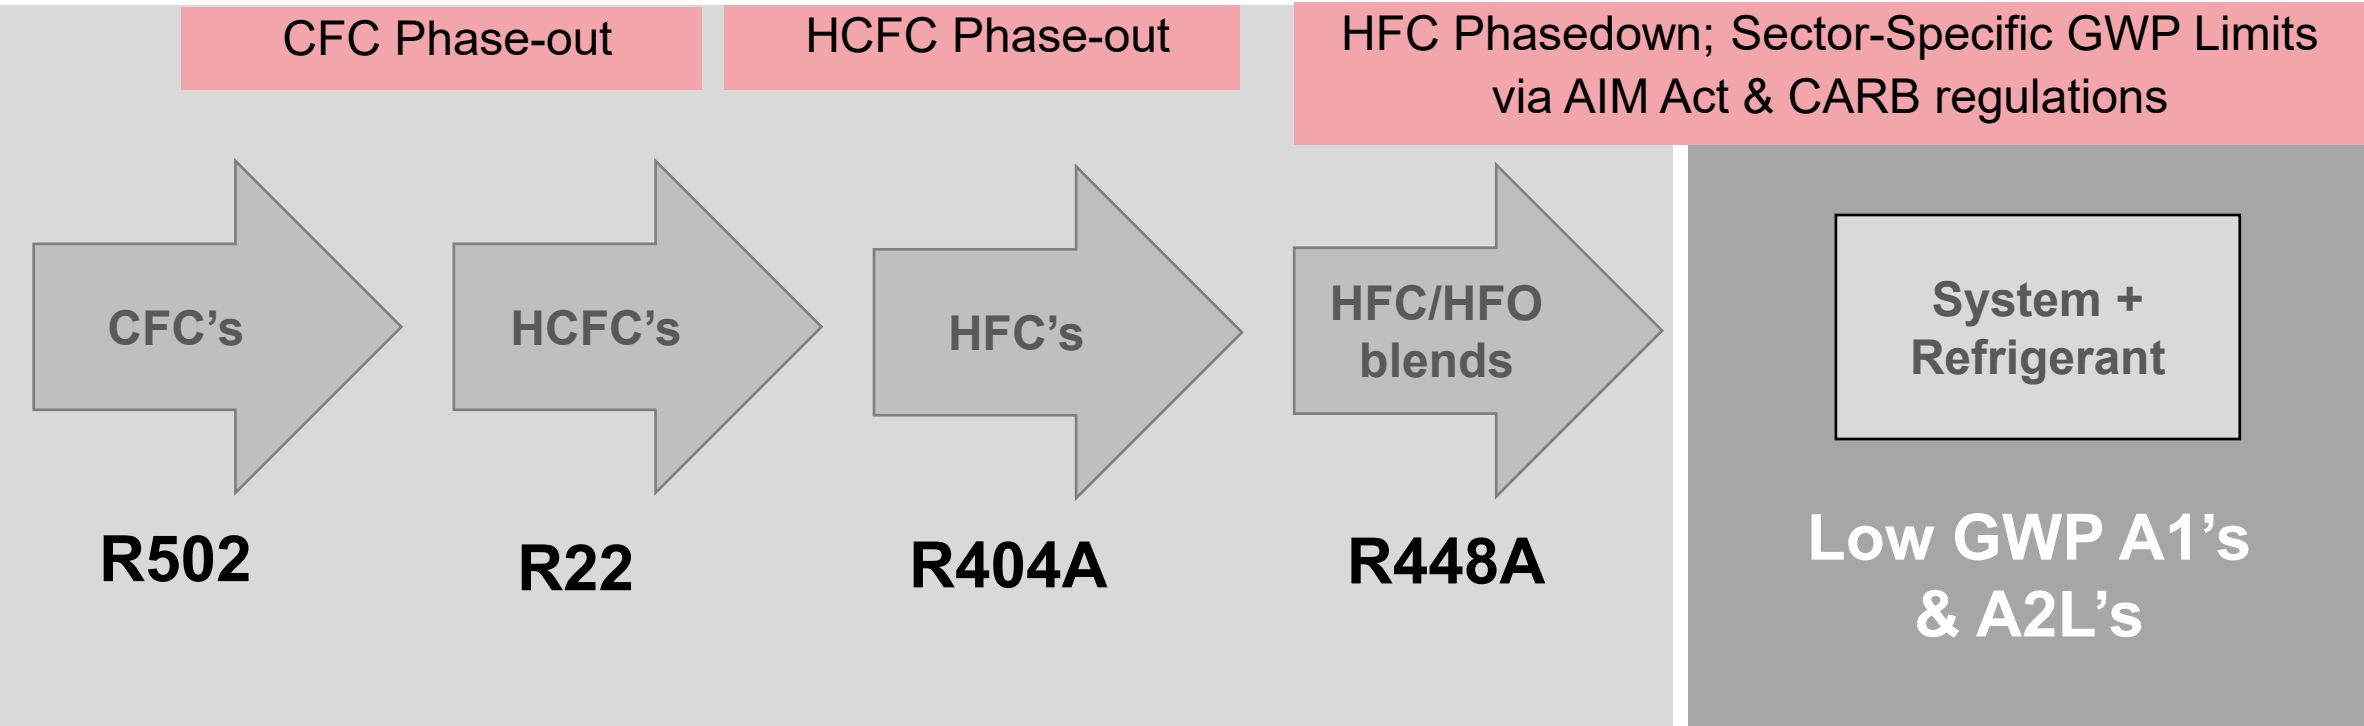 CFC Phase-out
HCFC Phase-out
HFC Phasedown; Sector-Specific GWP Limits
via AIM Act & CARB regulations
CFC’s
HCFC’s
HFC’s
HFC/HFO
blends
System +
Refrigerant
R502
R22
R404A
R448A
Low GWP A1’s
& A2L’s